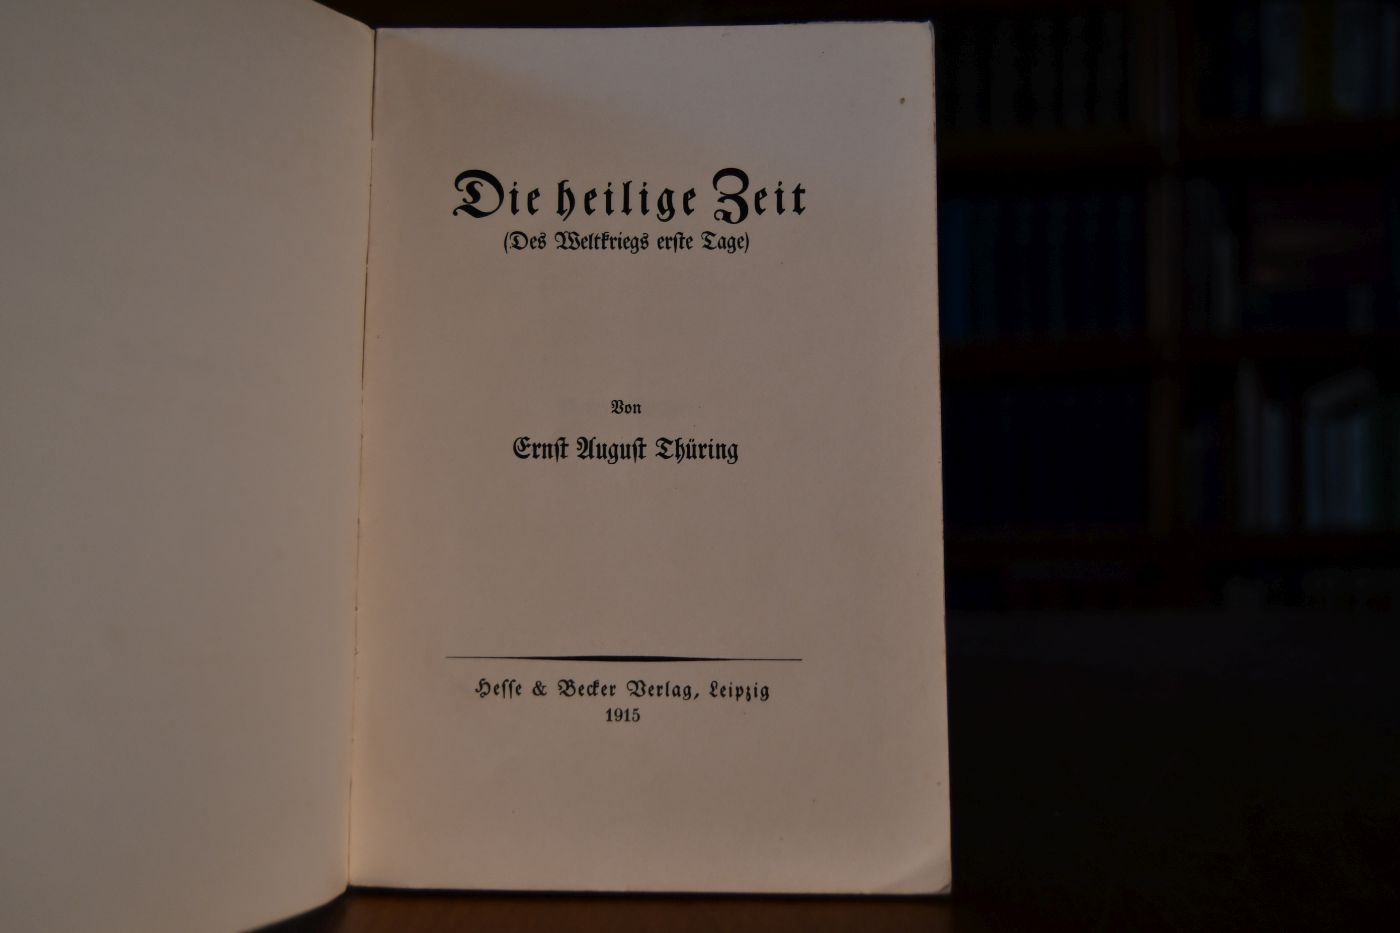 Die heilige Zeit
(Des Weltkriegs erſte Tage)
Von
Ernſt Auguſt Thüring
Heſſe & Becker Verlag, Leipzig
1915